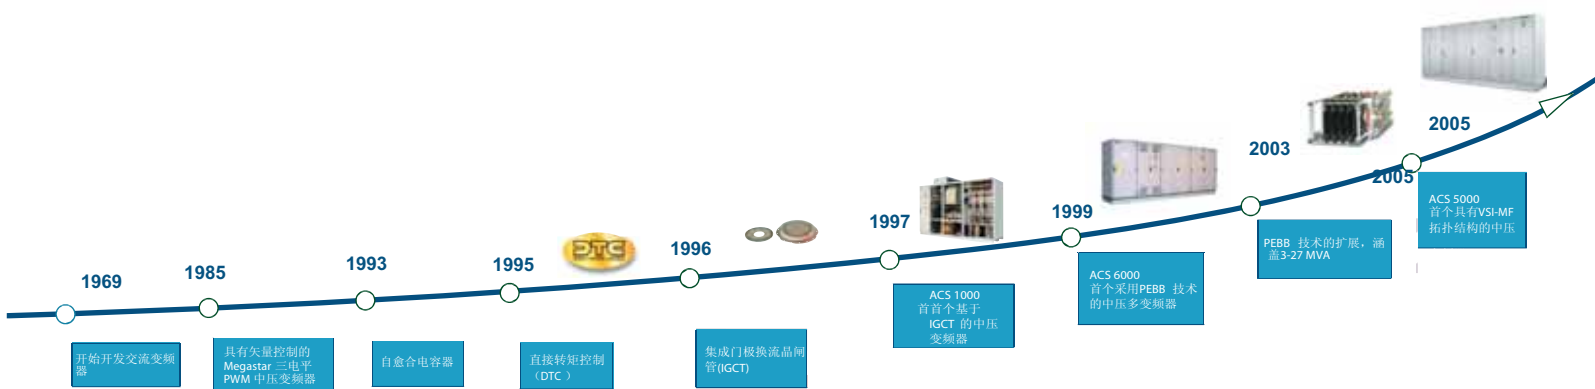 1969
开始开发交流变频
器
1985
具有矢量控制的
Megastar 三电平
PWM 中压变频器
1993
自愈合电容器
1995
直接转矩控制
（DTC ）
DTC
1996
集成门极换流晶闸
管(IGCT)
1997
ACS 1000
首首个基于
IGCT 的中压
变频器
1999
ACS 6000
首个采用PEBB 技术
的中压多变频器
2003
PEBB 技术的扩展，涵
盖3-27 MVA
2005
2005
ACS 5000
首个具有VSI-MF
拓扑结构的中压